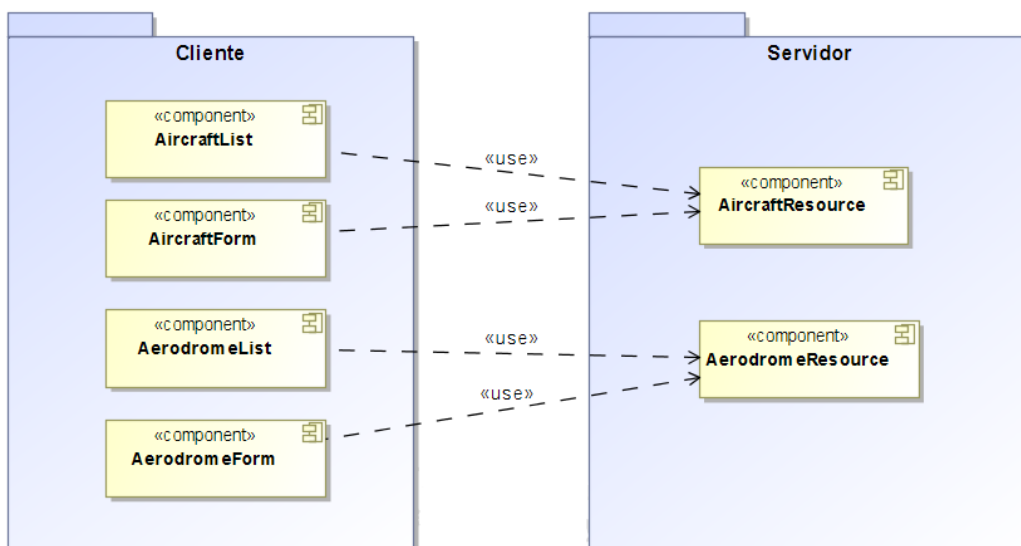 Cliente
«component»
AircraftList
«component»
AircraftForm
«component»
AerodromeList
«component»
AerodromeForm
«use»
«use»
«use»
«use»
Servidor
«component»
AircraftResource
«component»
AerodromeResource